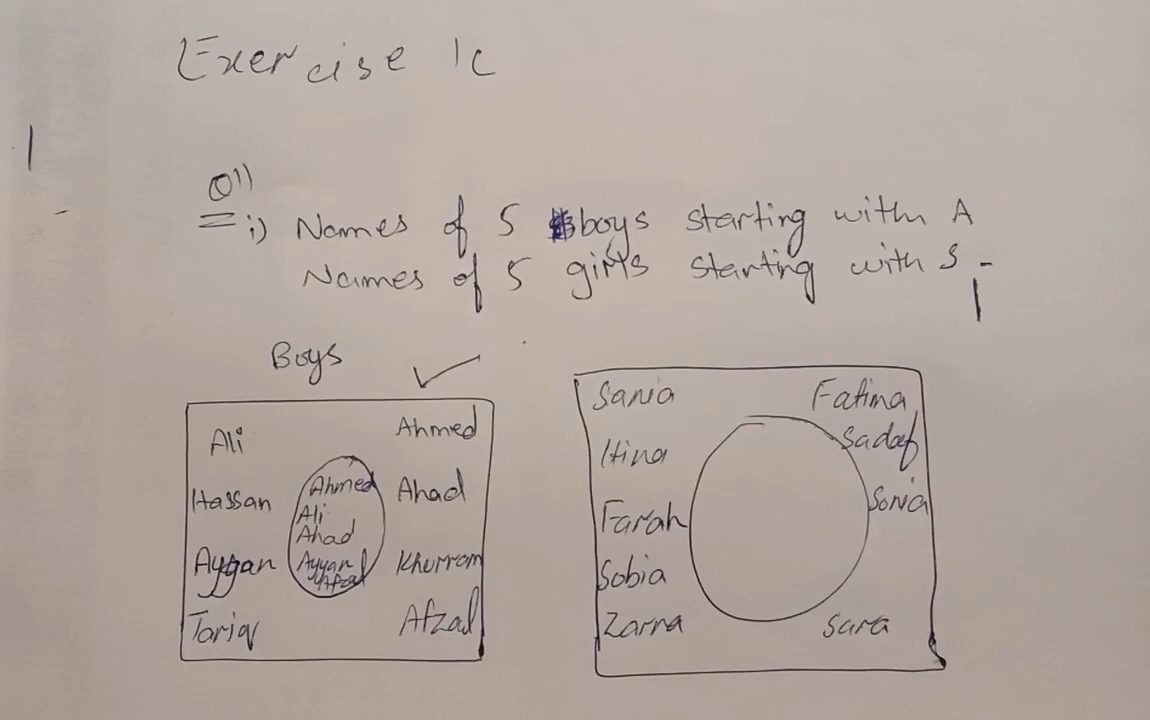 Exercise 1c
Q1)
i) Names of 5 boys starting with A
Names of 5 girls starting with S -
Boys
Ali Ahmed
Hassan Ahad
Ayyan Khurram
Tariq Afzal
Ahmed
Ali
Ahad
Ayyan
Afzal
Sania Fatima
Hina Sadaf
Farah Sonia
Sobia
Zarna Sara